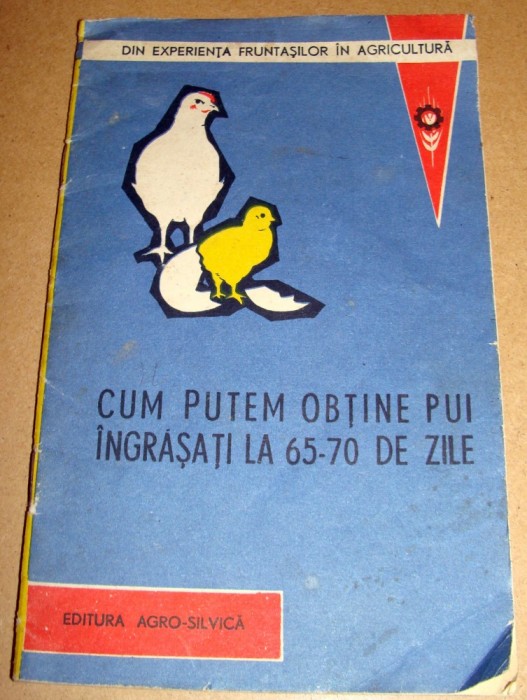 DIN EXPERIENȚA FRUNTAȘILOR ÎN AGRICULTURĂ
CUM PUTEM OBȚINE PUI
ÎNGRĂȘAȚI LA 65-70 DE ZILE
EDITURA AGRO-SILVICĂ